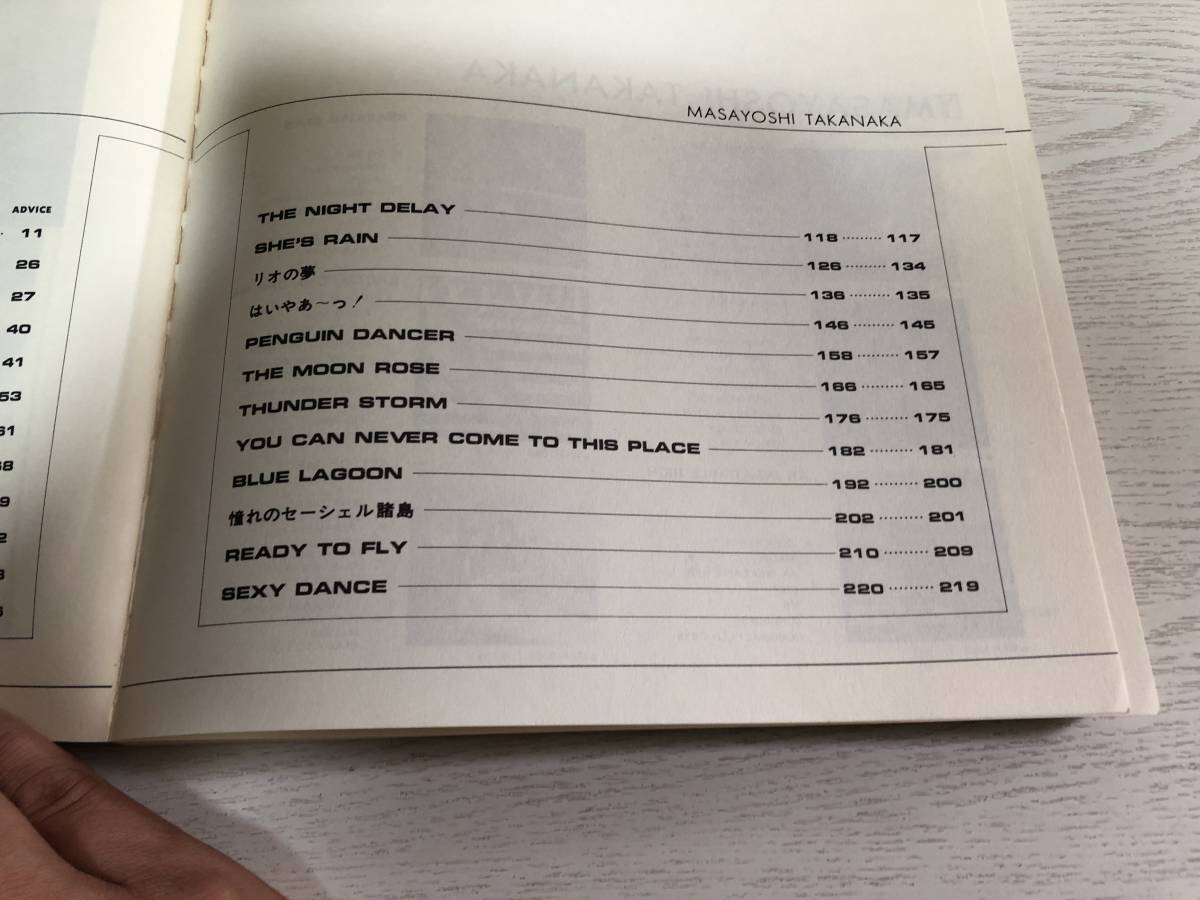 ADVICE
11
26
27
40
41
53
MASAYOSHI TAKANAKA
THE NIGHT DELAY 118 ········· 117
SHE'S RAIN 126 ········· 134
リオの夢 136 ········· 135
はいやあ〜っ! 146 ········· 145
PENGUIN DANCER 158 ········· 157
THE MOON ROSE 166 ········· 165
THUNDER STORM 176 ········· 175
YOU CAN NEVER COME TO THIS PLACE 182 ········· 181
BLUE LAGOON 192 ········· 200
憧れのセーシェル諸島 202 ········· 201
READY TO FLY 210 ········· 209
SEXY DANCE 220 ········· 219